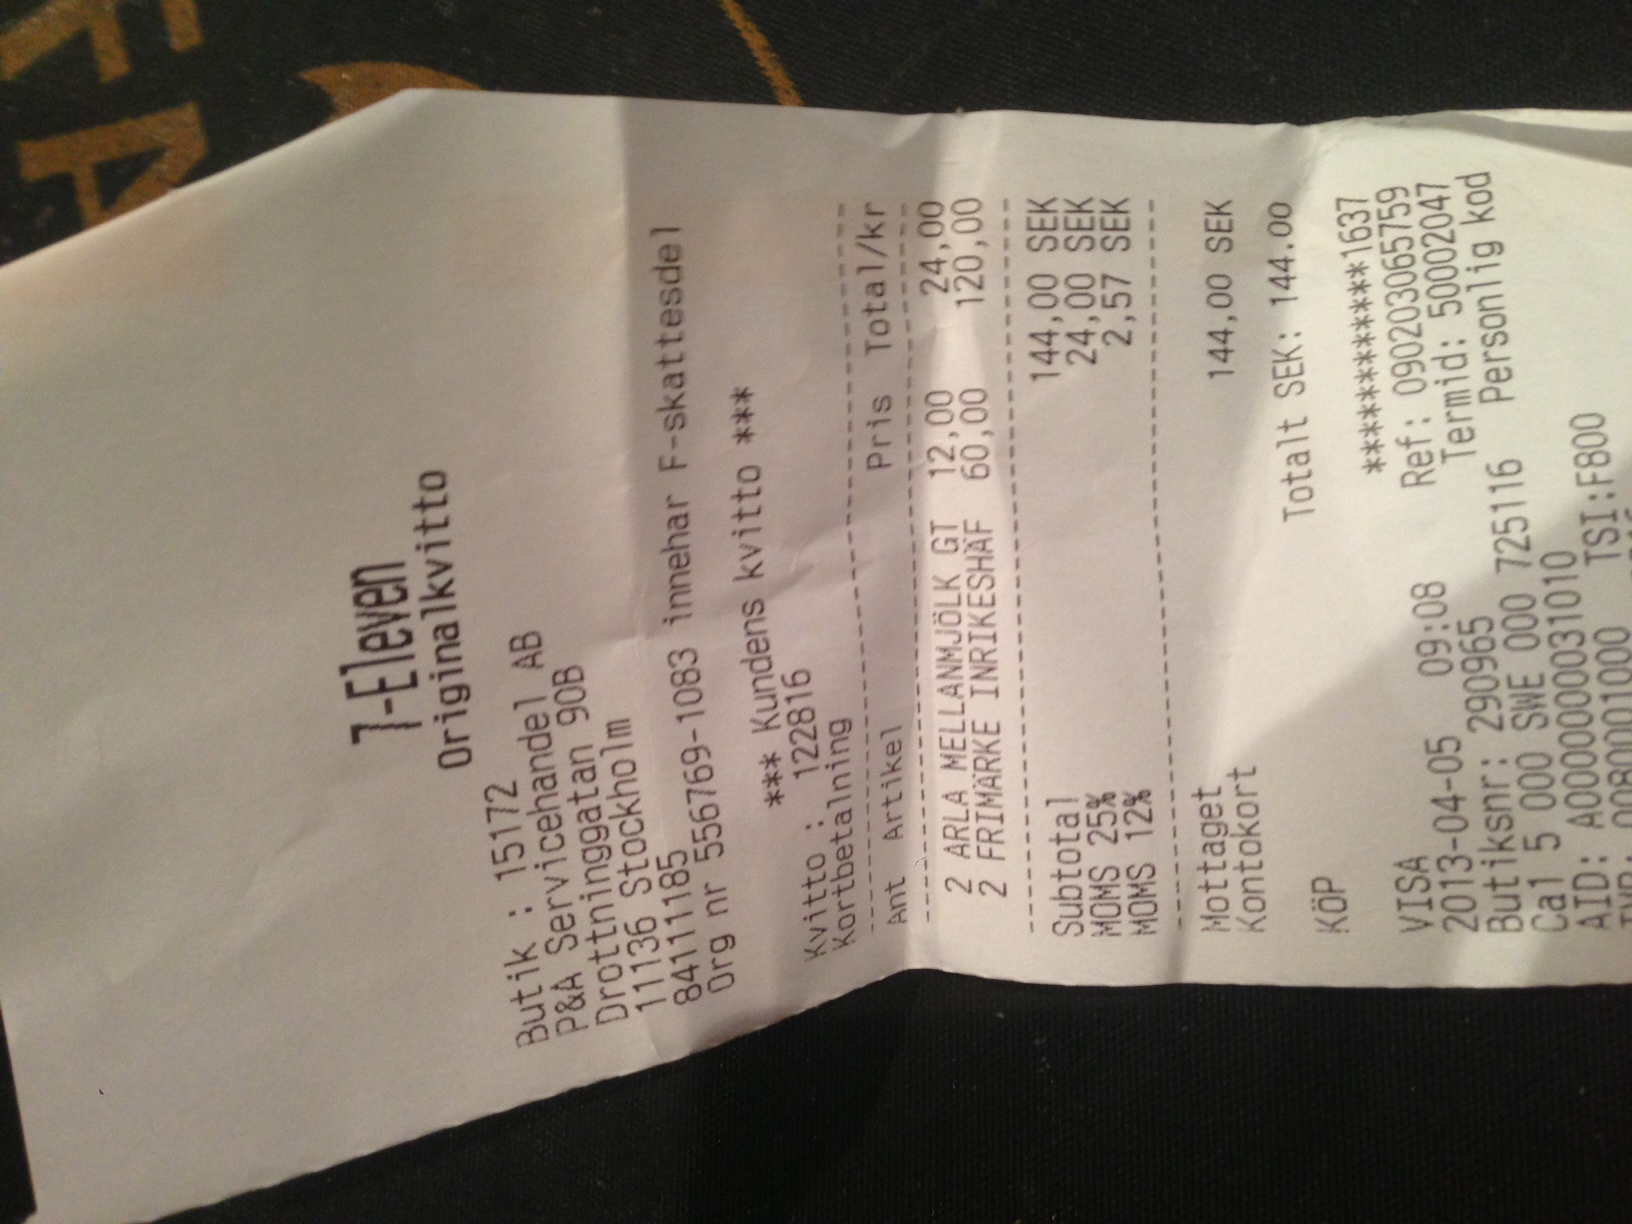 7-Eleven
Originalkvitto
Butik : 15172
P&A Servicehandel AB
Drottninggatan 90B
11136 Stockholm
84111185
Org nr 556769-1083 innehar F-skattesdel
*** Kundens kvitto ***
Kvitto : 122816
Kortbetalning
Ant Artikel Pris Total/kr
2 ARLA MELLANMJÖLK GT 12,00 24,00
2 FRIMÄRKE INRIKESHÄF 60,00 120,00
Subtotal 144,00 SEK
MOMS 25% 24,00 SEK
MOMS 12% 2,57 SEK
Mottaget
Kontokort 144,00 SEK
Totalt SEK: 144.00
KÖP
************1637
VISA Ref: 090203065759
2013-04-05 09:08 Termid: 50002047
Butiksnr: 290965 Personlig kod
Ca1 5 000 SWE 000 725116
AID: A0000000031010
TVR: 0080001000 TSI:F800